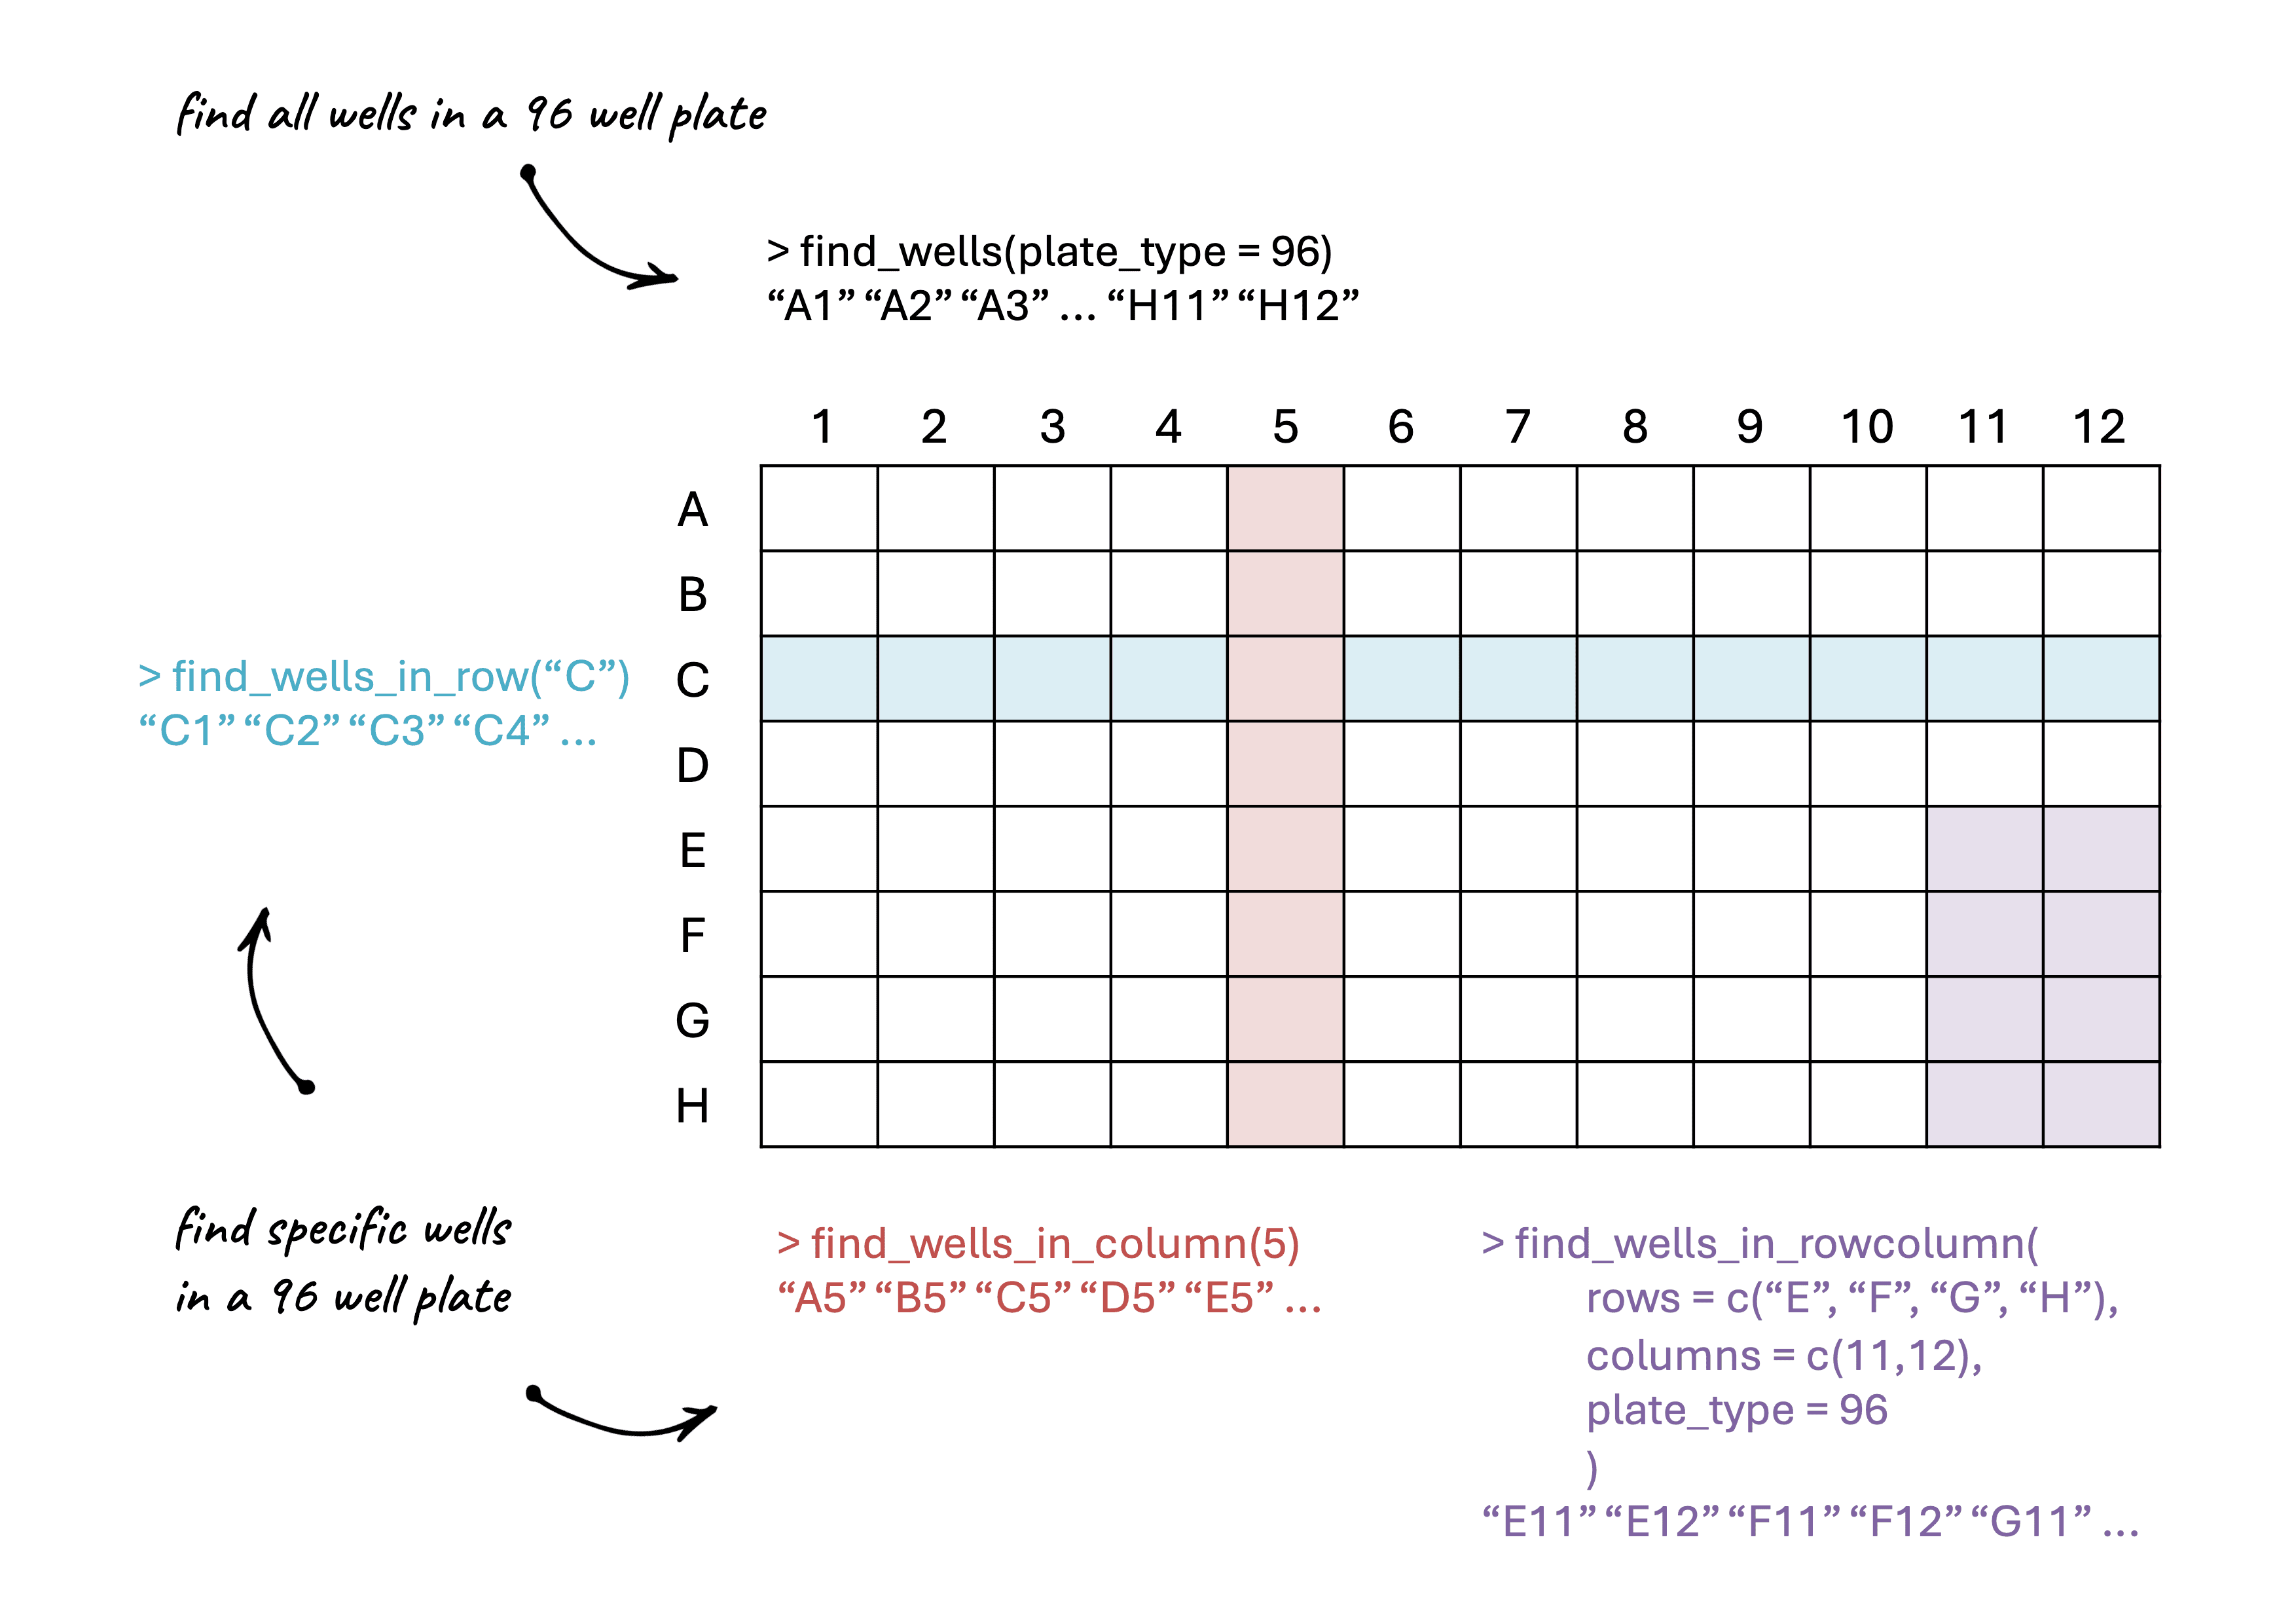 find all wells in a 96 well plate
> find_wells(plate_type = 96)
“A1” “A2” “A3” ... “H11” “H12”
1 2 3 4 5 6 7 8 9 10 11 12
A
B
C
D
E
F
G
H
> find_wells_in_row(“C”)
“C1” “C2” “C3” “C4” ...
find specific wells
in a 96 well plate
> find_wells_in_column(5)
“A5” “B5” “C5” “D5” “E5” ...
> find_wells_in_rowcolumn(
rows = c(“E”, “F”, “G”, “H”),
columns = c(11,12),
plate_type = 96
)
“E11” “E12” “F11” “F12” “G11” ...